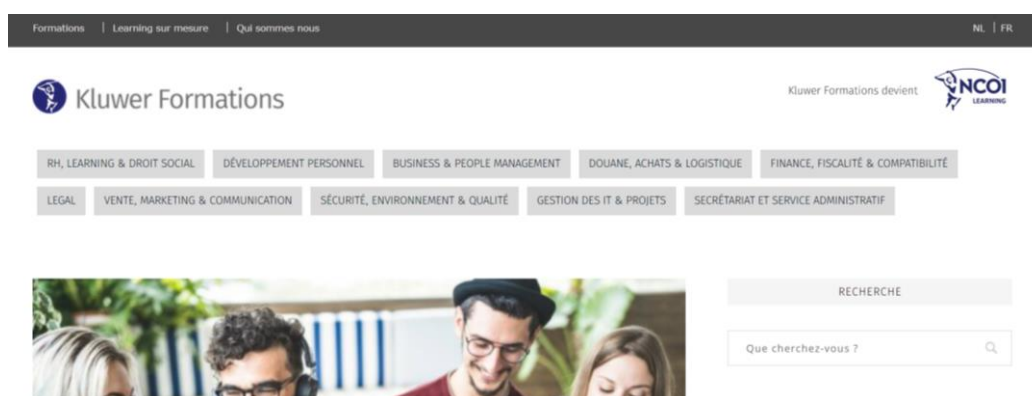 Formations | Learning sur mesure | Qui sommes nous NL | FR
Kluwer Formations
Kluwer Formations devient NCOI LEARNING
RH, LEARNING & DROIT SOCIAL DÉVELOPPEMENT PERSONNEL BUSINESS & PEOPLE MANAGEMENT DOUANE, ACHATS & LOGISTIQUE FINANCE, FISCALITÉ & COMPATIBILITÉ
LEGAL VENTE, MARKETING & COMMUNICATION SÉCURITÉ, ENVIRONNEMENT & QUALITÉ GESTION DES IT & PROJETS SECRÉTARIAT ET SERVICE ADMINISTRATIF
RECHERCHE
Que cherchez-vous ?